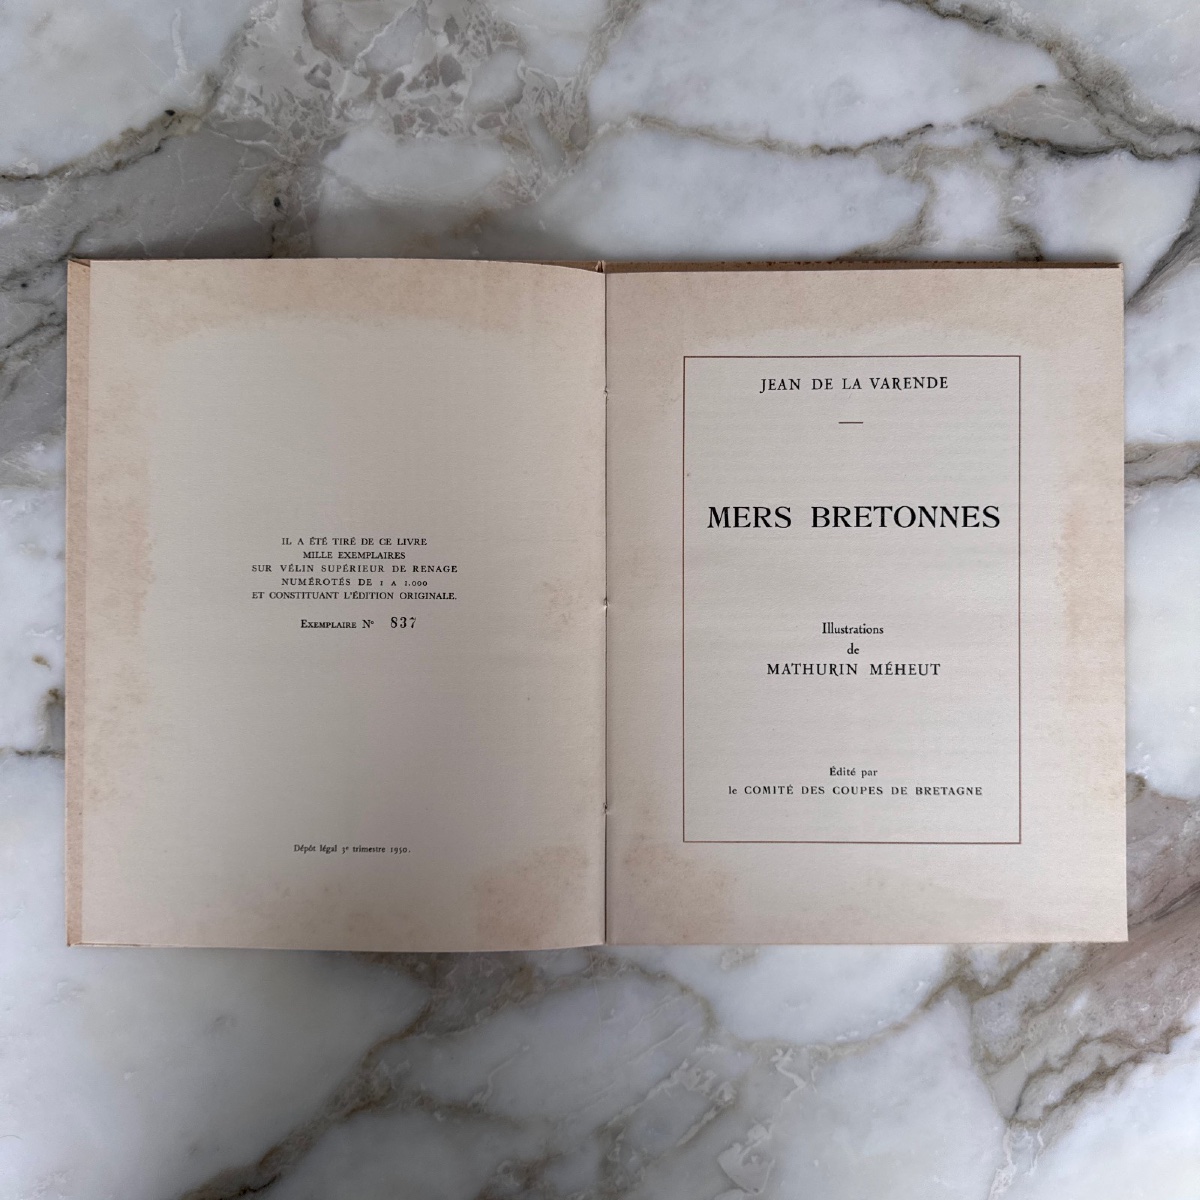 IL A ÉTÉ TIRÉ DE CE LIVRE
MILLE EXEMPLAIRES
SUR VÉLIN SUPÉRIEUR DE RENAGE
NUMÉROTÉS DE 1 A 1.000
ET CONSTITUANT L'ÉDITION ORIGINALE.
EXEMPLAIRE N° 837
Dépôt légal 3e trimestre 1950.
JEAN DE LA VARENDE
MERS BRETONNES
Illustrations
de
MATHURIN MÉHEUT
Édité par
le COMITÉ DES COUPES DE BRETAGNE